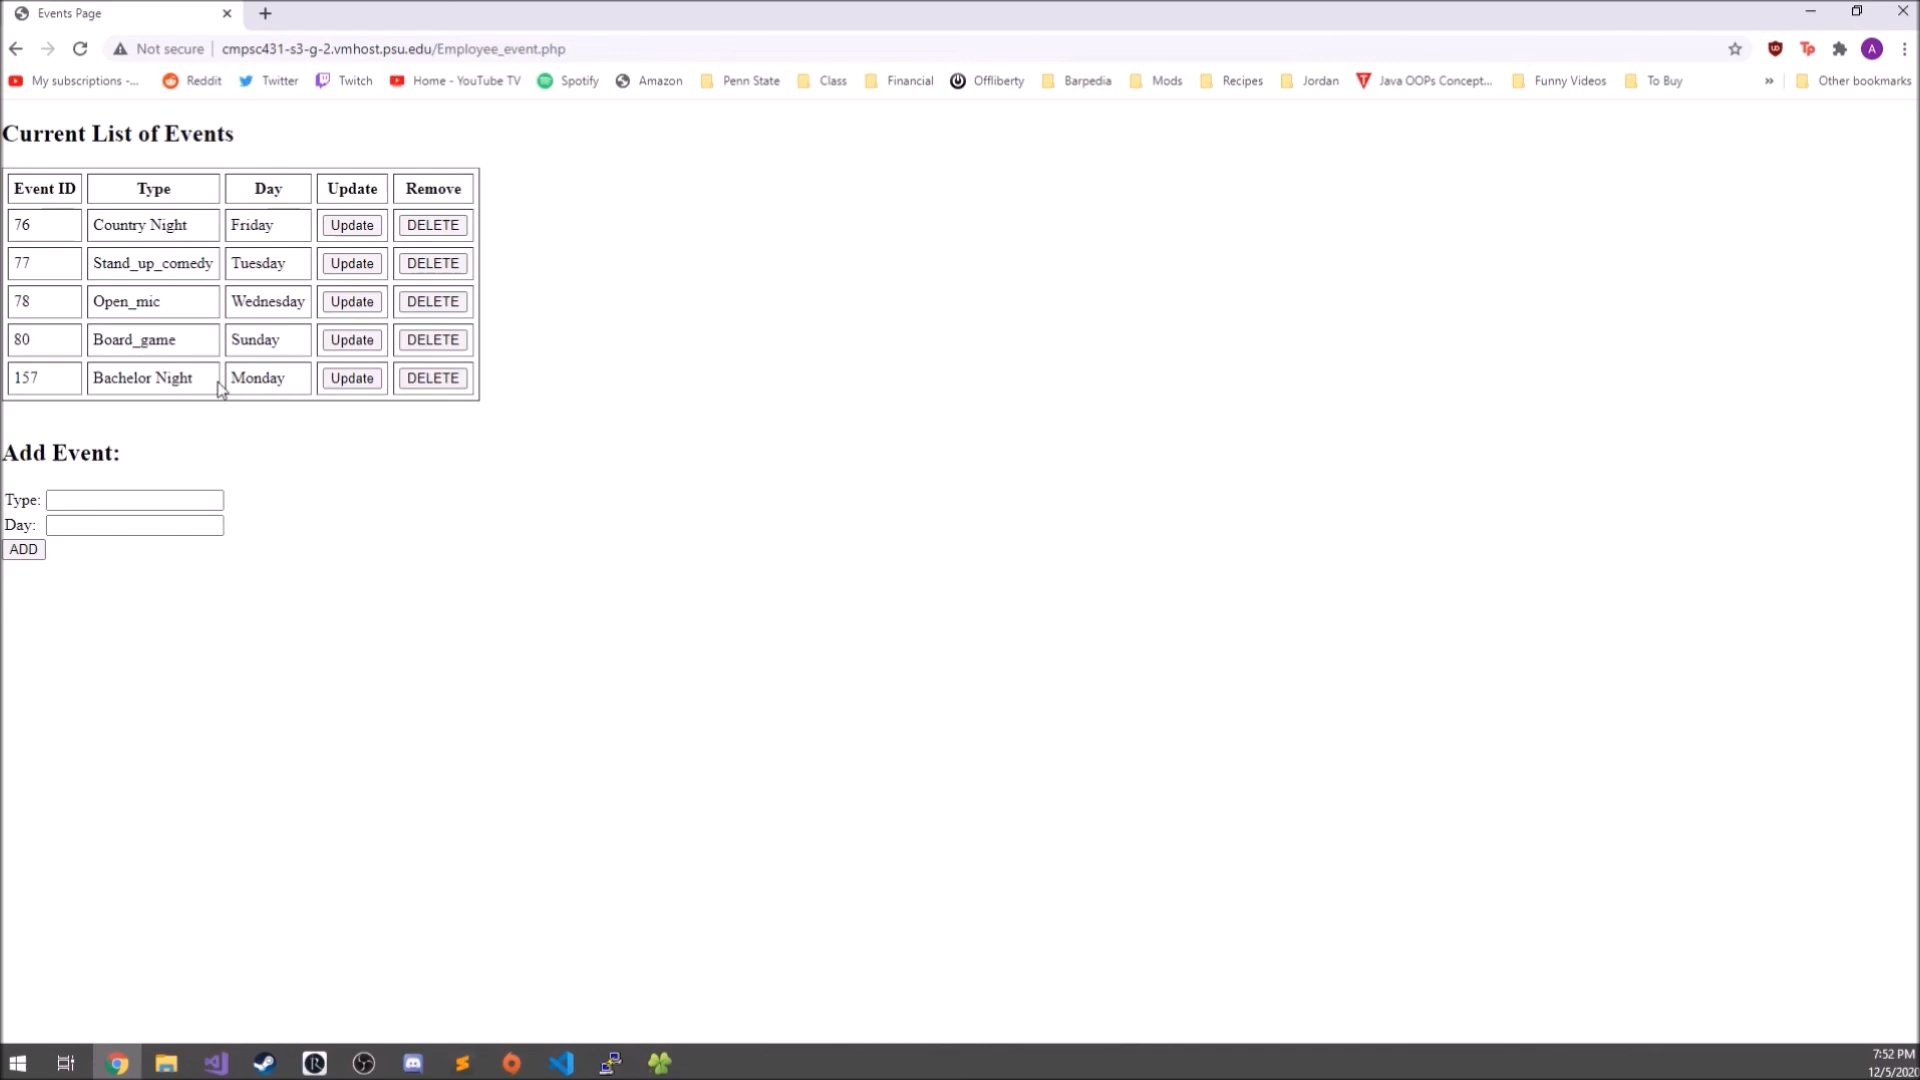 Events Page
Not secure cmpsc431-s3-g-2.vmhost.psu.edu/Employee_event.php
My subscriptions -... Reddit Twitter Twitch Home - YouTube TV Spotify Amazon Penn State Class Financial Offliberty Barpedia Mods Recipes Jordan Java OOPs Concept... Funny Videos To Buy » Other bookmarks
Current List of Events
Event ID Type Day Update Remove
76 Country Night Friday Update DELETE
77 Stand_up_comedy Tuesday Update DELETE
78 Open_mic Wednesday Update DELETE
80 Board_game Sunday Update DELETE
157 Bachelor Night Monday Update DELETE
Add Event:
Type:
Day:
ADD
7:52 PM
12/5/2020